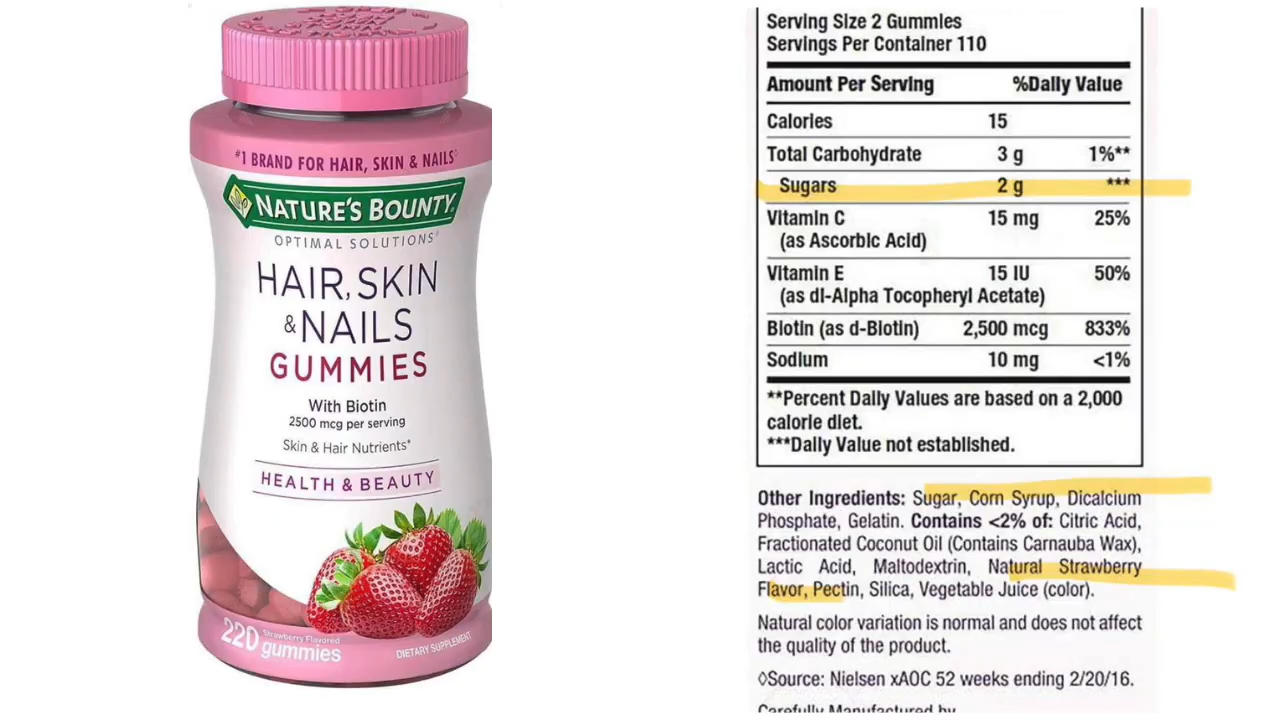 #1 BRAND FOR HAIR, SKIN & NAILS◊
NATURE'S BOUNTY®
OPTIMAL SOLUTIONS®
HAIR, SKIN
& NAILS
GUMMIES
With Biotin
2500 mcg per serving
Skin & Hair Nutrients*
HEALTH & BEAUTY
220 Strawberry Flavored
gummies
DIETARY SUPPLEMENT
Serving Size 2 Gummies
Servings Per Container 110
Amount Per Serving %Daily Value
Calories 15
Total Carbohydrate 3 g 1%**
Sugars 2 g ***
Vitamin C 15 mg 25%
(as Ascorbic Acid)
Vitamin E 15 IU 50%
(as dl-Alpha Tocopheryl Acetate)
Biotin (as d-Biotin) 2,500 mcg 833%
Sodium 10 mg <1%
**Percent Daily Values are based on a 2,000
calorie diet.
***Daily Value not established.
Other Ingredients: Sugar, Corn Syrup, Dicalcium
Phosphate, Gelatin. Contains <2% of: Citric Acid,
Fractionated Coconut Oil (Contains Carnauba Wax),
Lactic Acid, Maltodextrin, Natural Strawberry
Flavor, Pectin, Silica, Vegetable Juice (color).
Natural color variation is normal and does not affect
the quality of the product.
◊Source: Nielsen xAOC 52 weeks ending 2/20/16.
Carefully Manufactured by